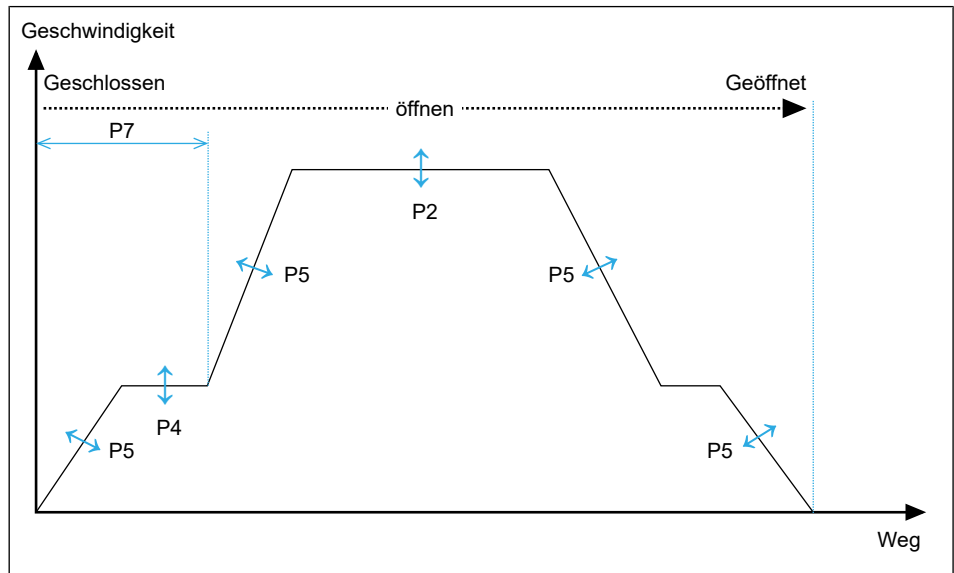 Geschwindigkeit
Geschlossen
Geöffnet
öffnen
P7
P2
P5
P5
P4
P5
P5
Weg